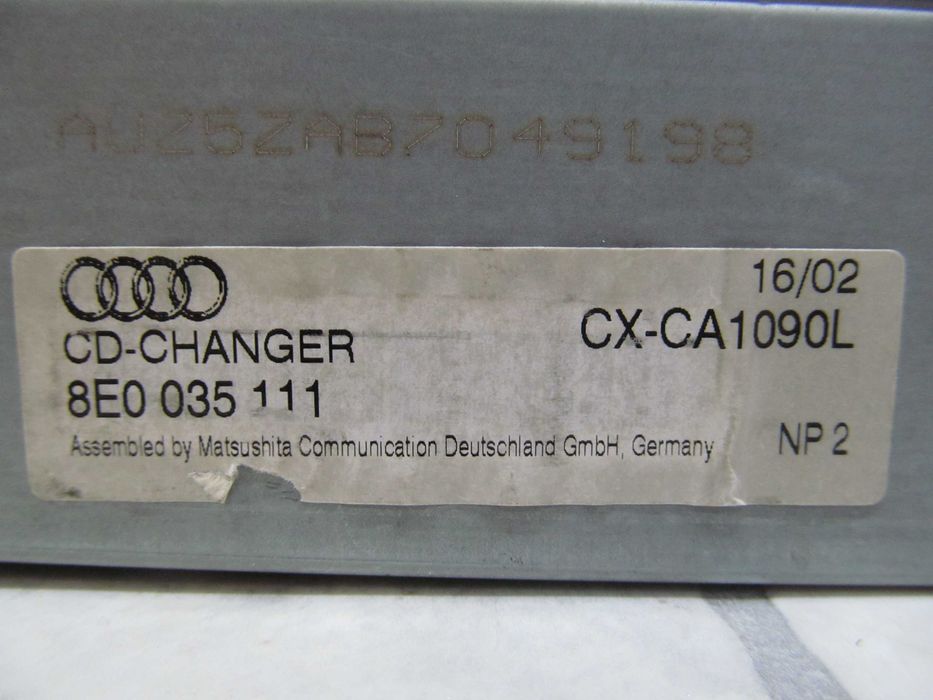 AUZ5ZAB7049198
16/02
CD-CHANGER CX-CA1090L
8E0 035 111
Assembled by Matsushita Communication Deutschland GmbH, Germany NP 2